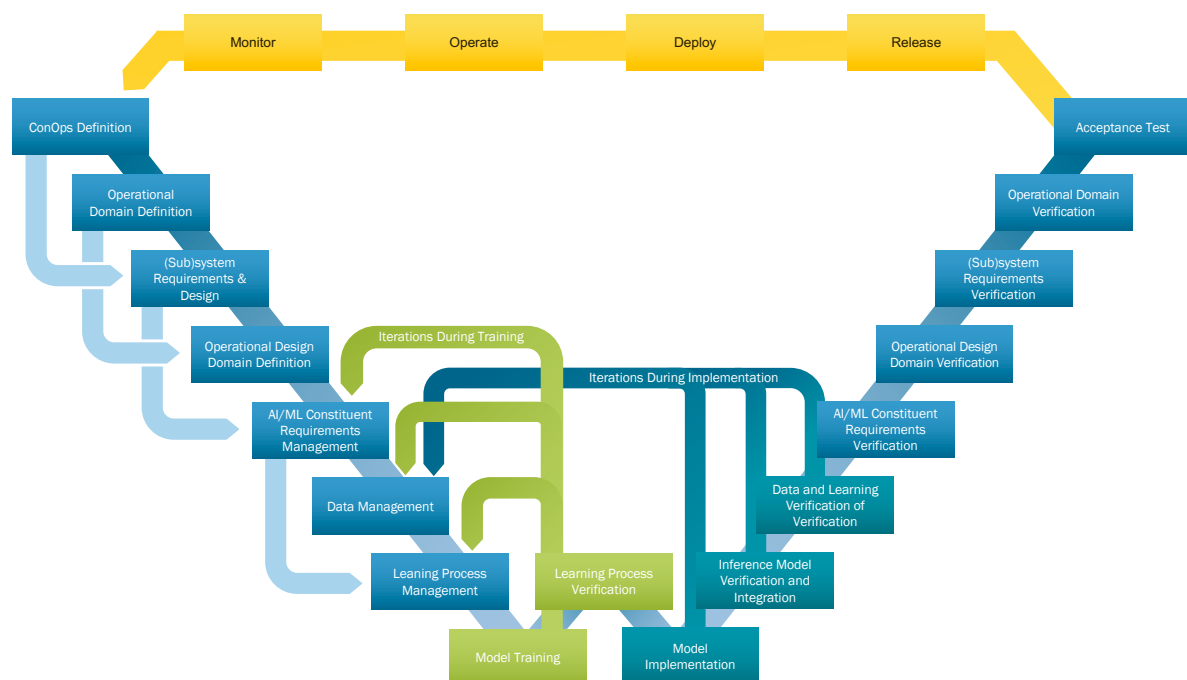 Monitor
Operate
Deploy
Release
ConOps Definition
Acceptance Test
Operational
Domain Definition
Operational Domain
Verification
(Sub)system
Requirements &
Design
(Sub)system
Requirements
Verification
Operational Design
Domain Definition
Iterations During Training
Operational Design
Domain Verification
Iterations During Implementation
AI/ML Constituent
Requirements
Management
AI/ML Constituent
Requirements
Verification
Data Management
Data and Learning
Verification of
Verification
Leaning Process
Management
Learning Process
Verification
Inference Model
Verification and
Integration
Model Training
Model
Implementation